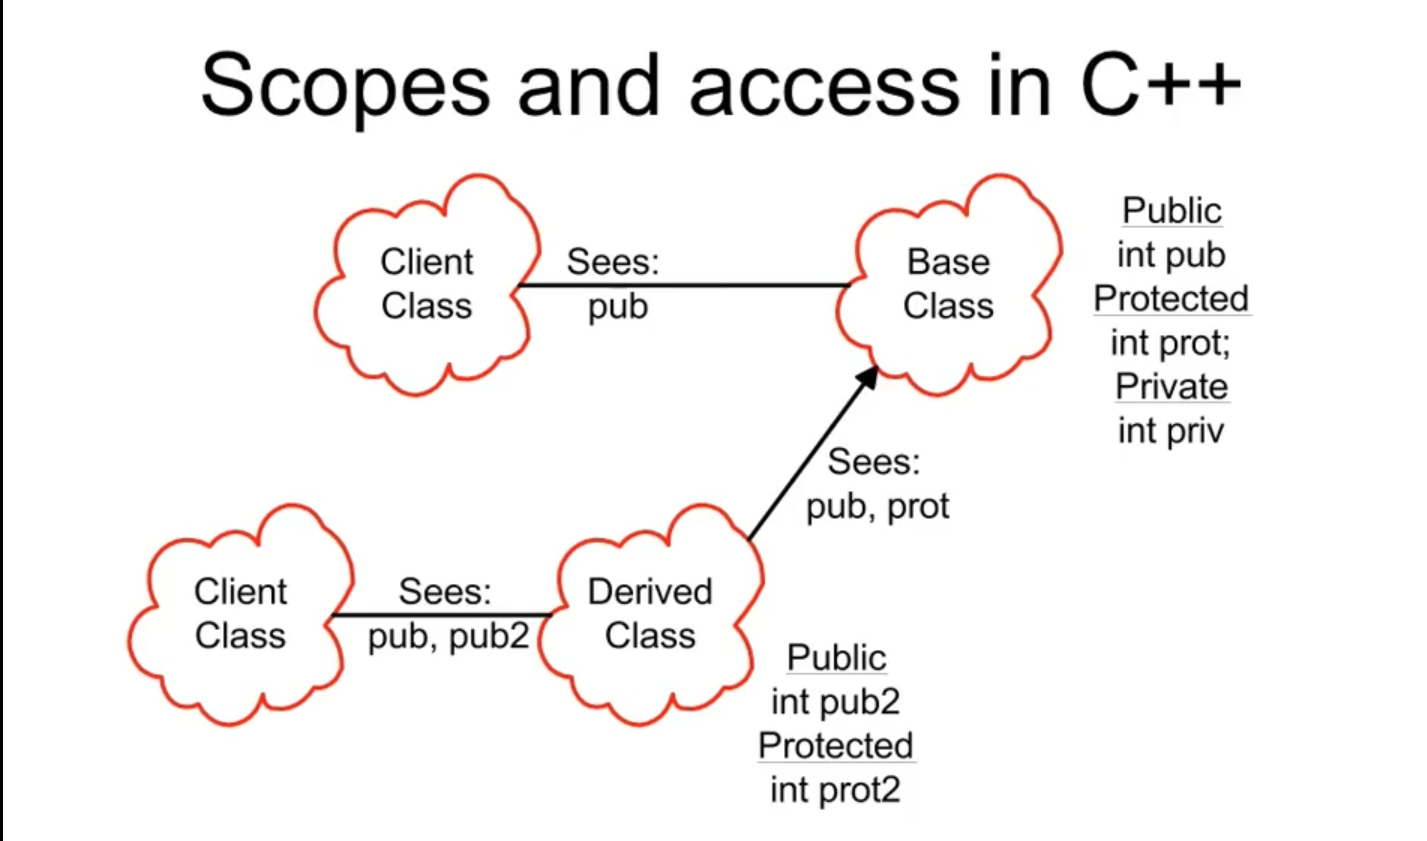 Scopes and access in C++
Client
Class
Sees:
pub
Base
Class
Public
int pub
Protected
int prot;
Private
int priv
Sees:
pub, prot
Client
Class
Sees:
pub, pub2
Derived
Class
Public
int pub2
Protected
int prot2